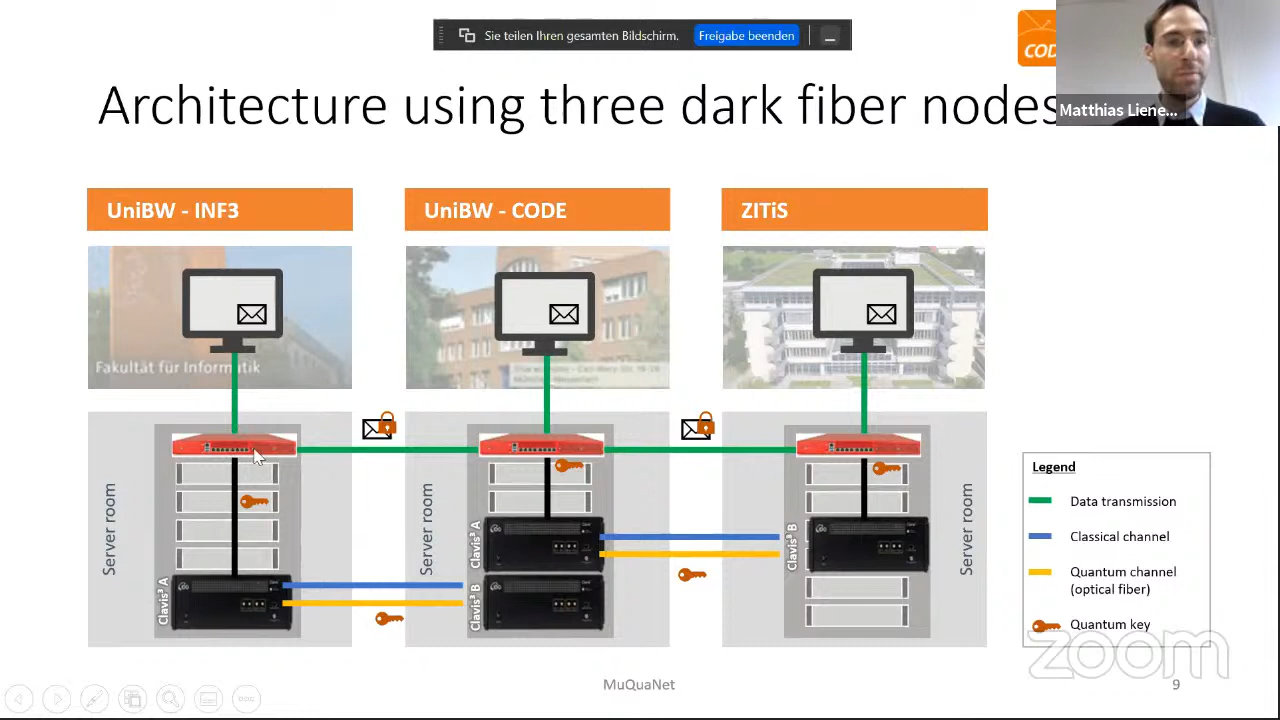 Sie teilen Ihren gesamten Bildschirm.
Freigabe beenden
COD
Matthias Liene...
Architecture using three dark fiber nodes
UniBW - INF3
UniBW - CODE
ZITiS
Fakultät für Informatik
Server room
Server room
Server room
Clavis³ A
Clavis³ A
Clavis³ B
Clavis³ B
Legend
Data transmission
Classical channel
Quantum channel
(optical fiber)
Quantum key
zoom
MuQuaNet
9